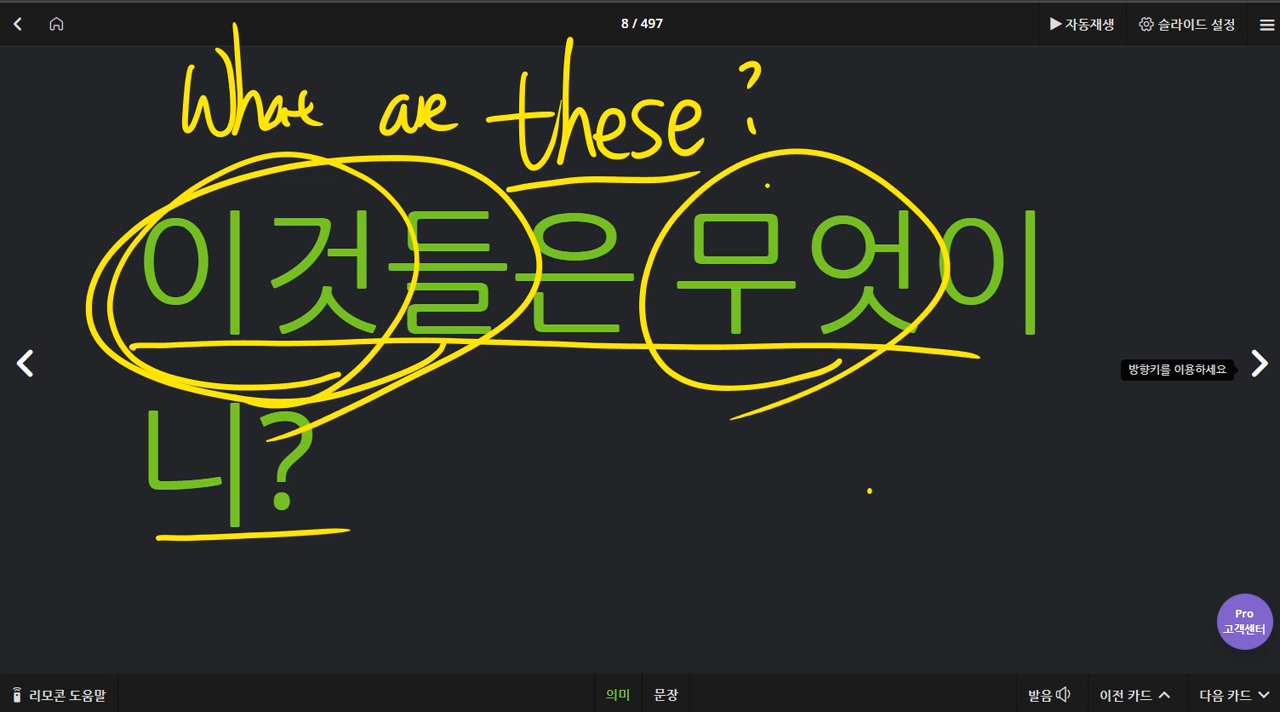 8 / 497
자동재생
슬라이드 설정
What are these?
이것들은 무엇이
니?
방향키를 이용하세요
Pro
고객센터
리모콘 도움말
의미
문장
발음
이전 카드
다음 카드